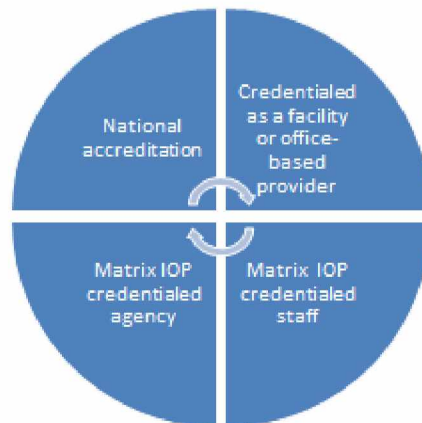 National
accreditation
Credentialed
as a facility
or office-
based
provider
Matrix IOP
credentialed
agency
Matrix IOP
credentialed
staff